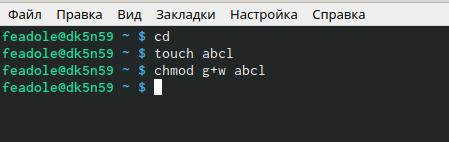 Файл Правка Вид Закладки Настройка Справка
feadole@dk5n59 ~ $ cd
feadole@dk5n59 ~ $ touch abcl
feadole@dk5n59 ~ $ chmod g+w abcl
feadole@dk5n59 ~ $